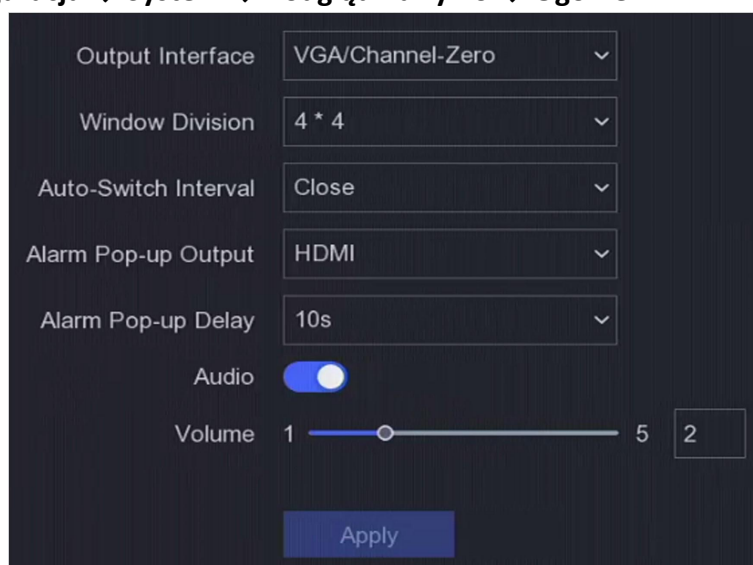 Output Interface VGA/Channel-Zero
Window Division 4 * 4
Auto-Switch Interval Close
Alarm Pop-up Output HDMI
Alarm Pop-up Delay 10s
Audio
Volume 1 5 2
Apply